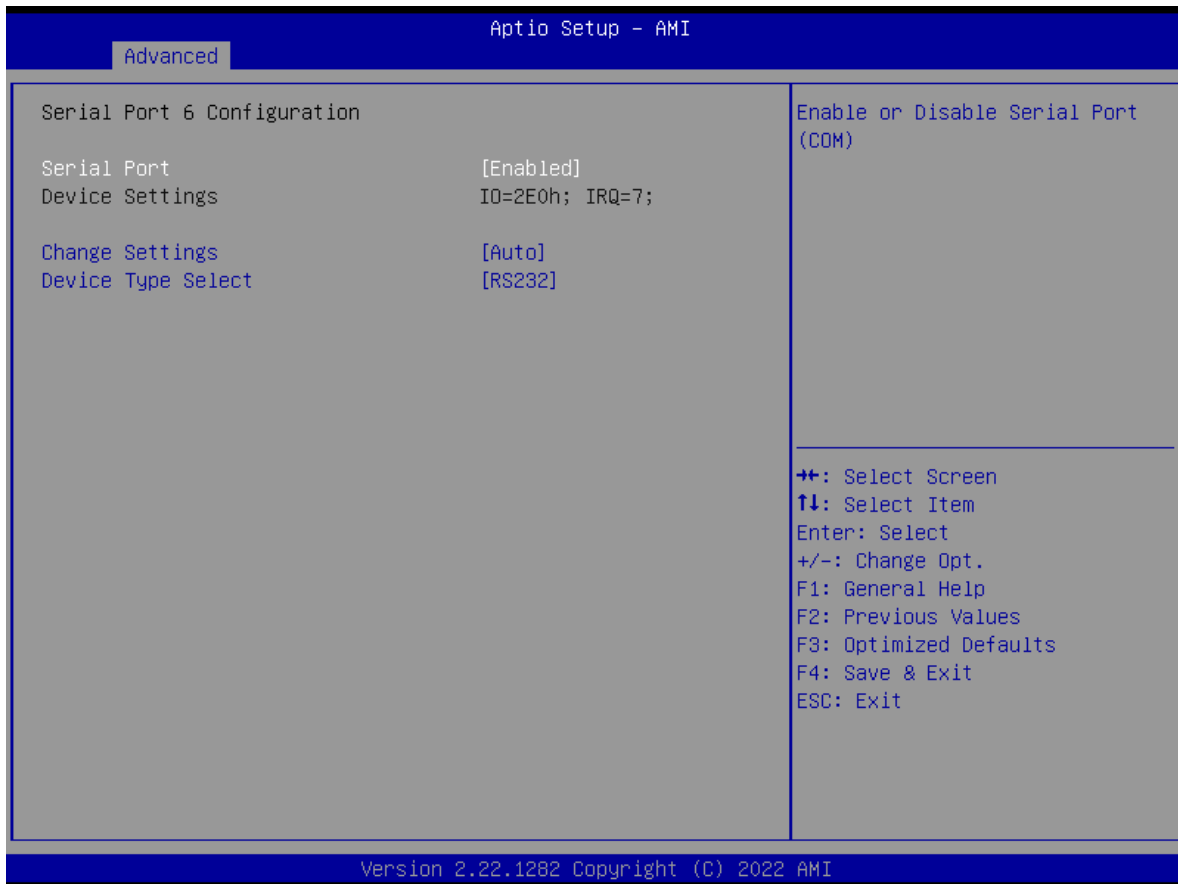 Aptio Setup – AMI
Advanced
Serial Port 6 Configuration
Serial Port [Enabled]
Device Settings IO=2E0h; IRQ=7;
Change Settings [Auto]
Device Type Select [RS232]
Enable or Disable Serial Port
(COM)
→←: Select Screen
↑↓: Select Item
Enter: Select
+/-: Change Opt.
F1: General Help
F2: Previous Values
F3: Optimized Defaults
F4: Save & Exit
ESC: Exit
Version 2.22.1282 Copyright (C) 2022 AMI